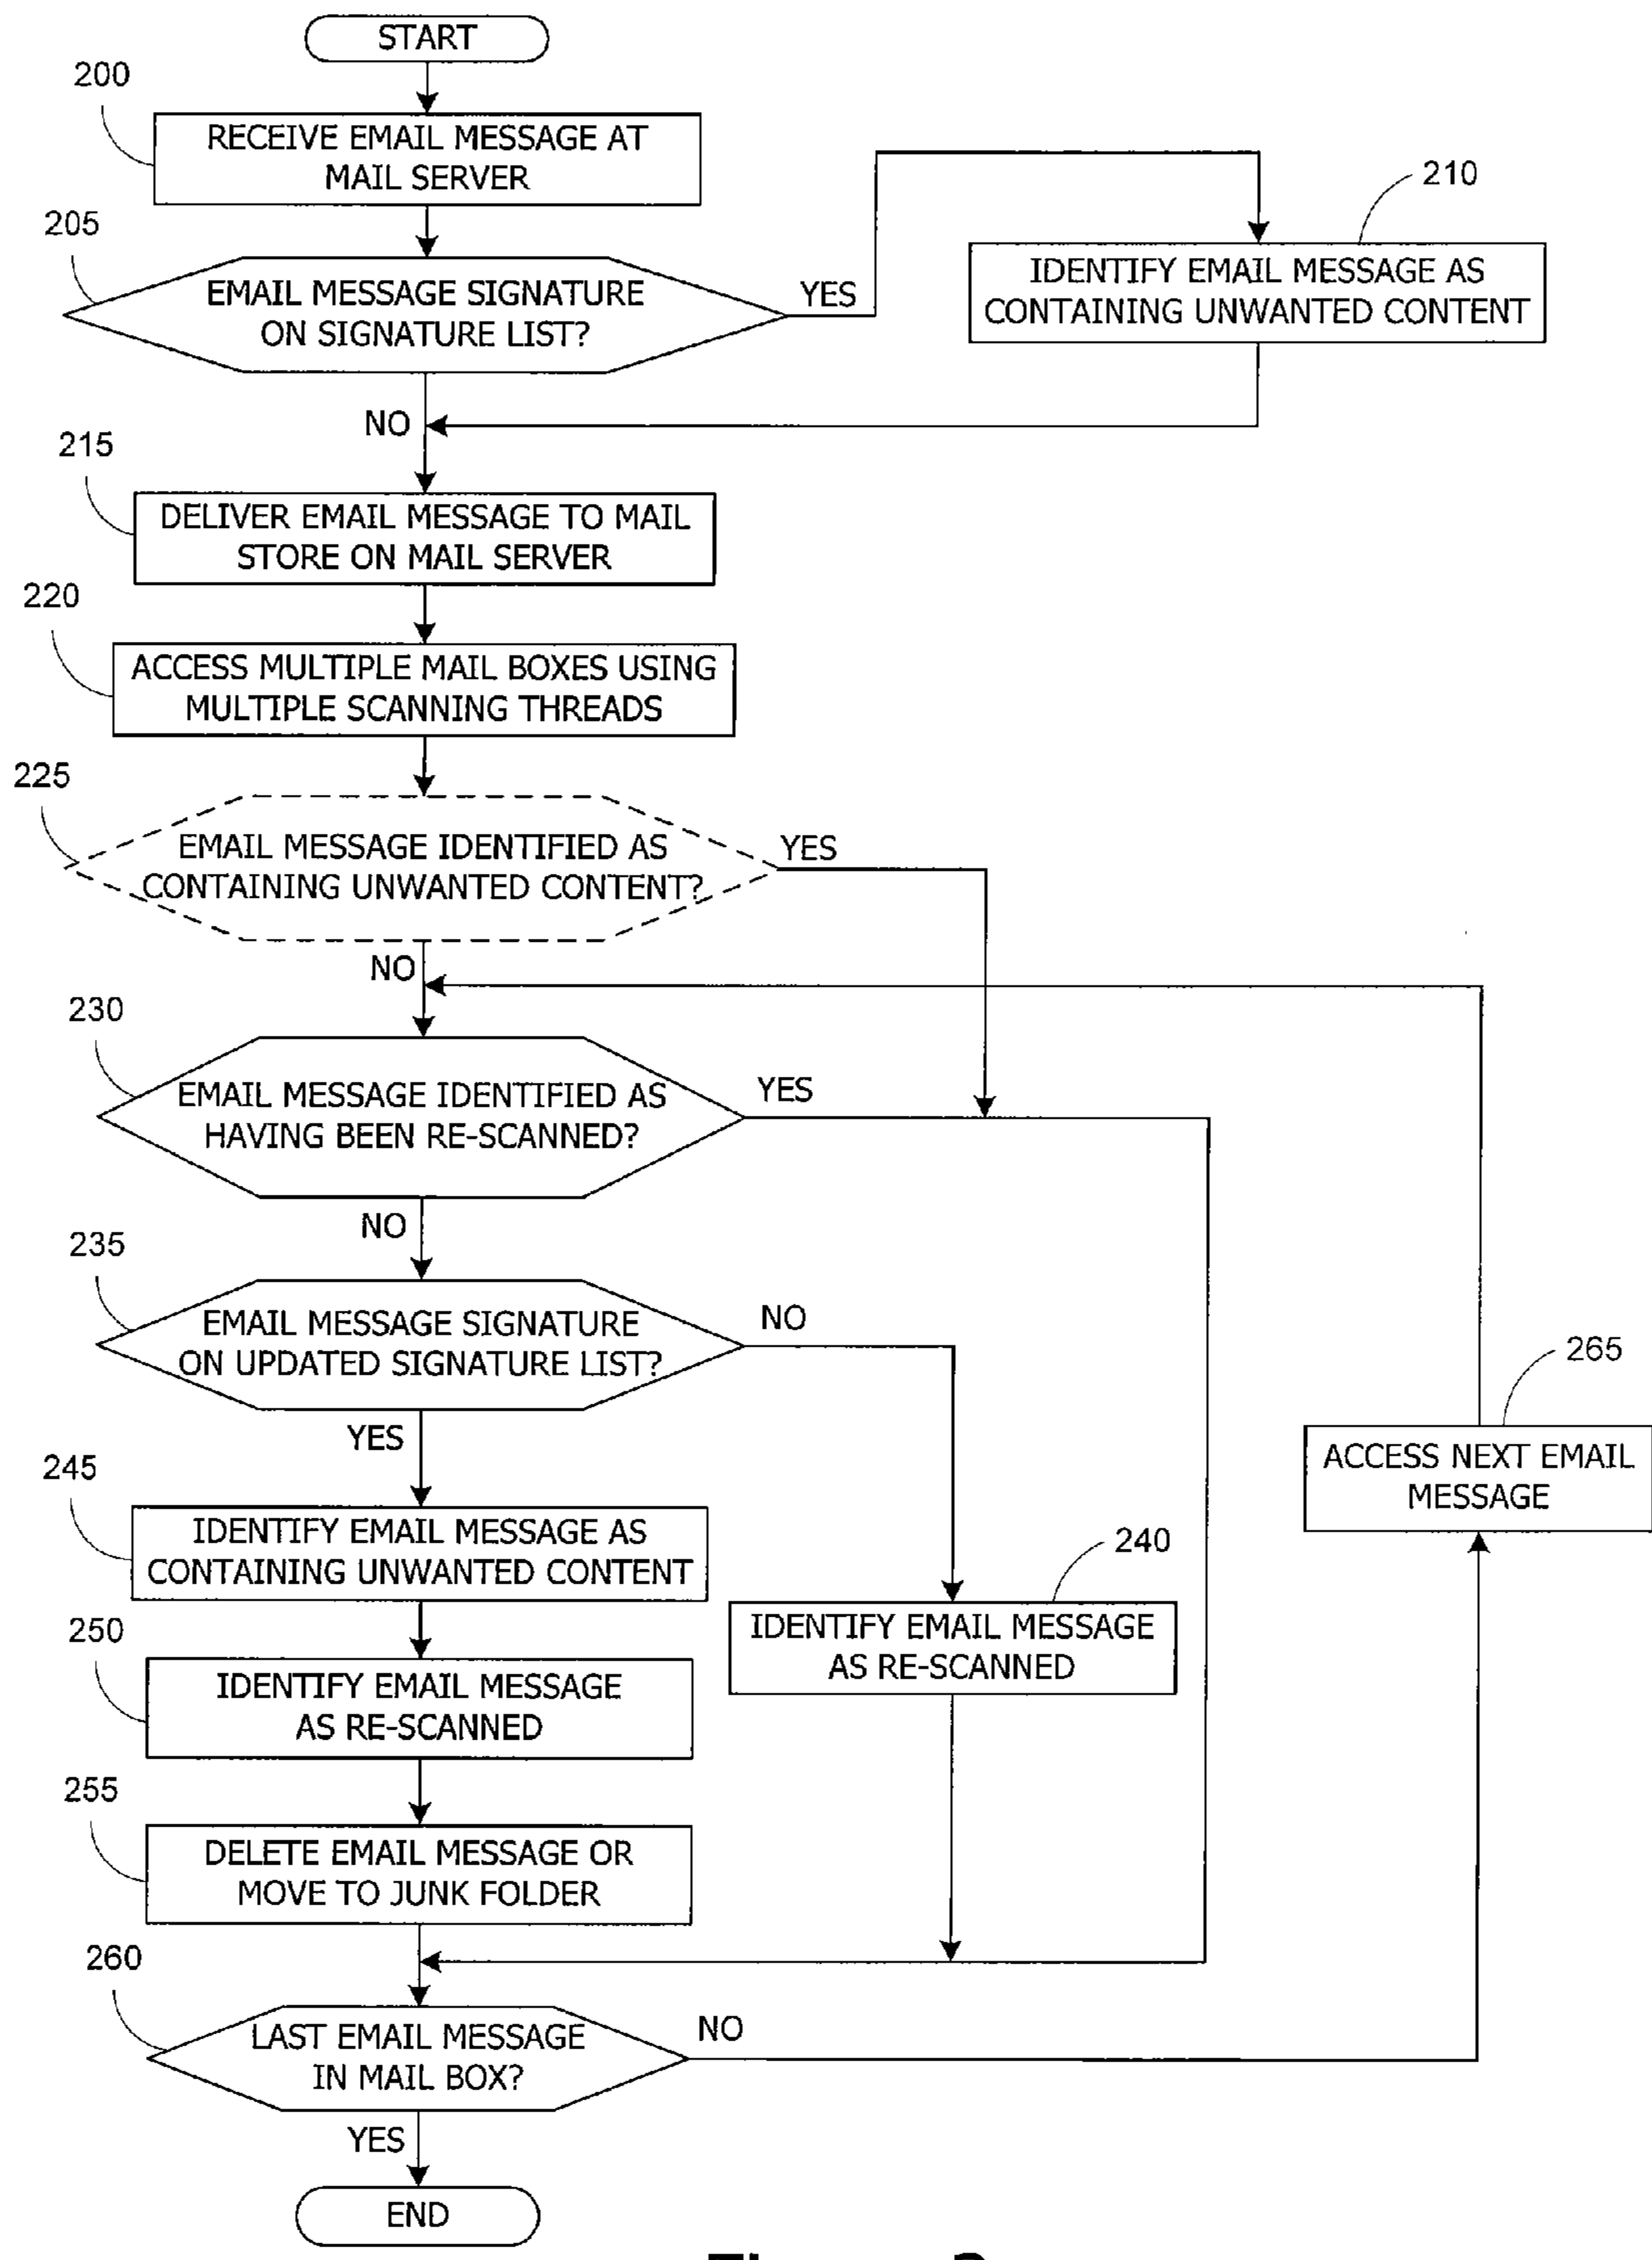 START
200
RECEIVE EMAIL MESSAGE AT
MAIL SERVER
205
EMAIL MESSAGE SIGNATURE
ON SIGNATURE LIST?
YES
210
IDENTIFY EMAIL MESSAGE AS
CONTAINING UNWANTED CONTENT
NO
215
DELIVER EMAIL MESSAGE TO MAIL
STORE ON MAIL SERVER
220
ACCESS MULTIPLE MAIL BOXES USING
MULTIPLE SCANNING THREADS
225
EMAIL MESSAGE IDENTIFIED AS
CONTAINING UNWANTED CONTENT?
YES
NO
230
EMAIL MESSAGE IDENTIFIED AS
HAVING BEEN RE-SCANNED?
YES
NO
235
EMAIL MESSAGE SIGNATURE
ON UPDATED SIGNATURE LIST?
NO
YES
265
ACCESS NEXT EMAIL
MESSAGE
245
IDENTIFY EMAIL MESSAGE AS
CONTAINING UNWANTED CONTENT
240
IDENTIFY EMAIL MESSAGE
AS RE-SCANNED
250
IDENTIFY EMAIL MESSAGE
AS RE-SCANNED
255
DELETE EMAIL MESSAGE OR
MOVE TO JUNK FOLDER
260
LAST EMAIL MESSAGE
IN MAIL BOX?
NO
YES
END